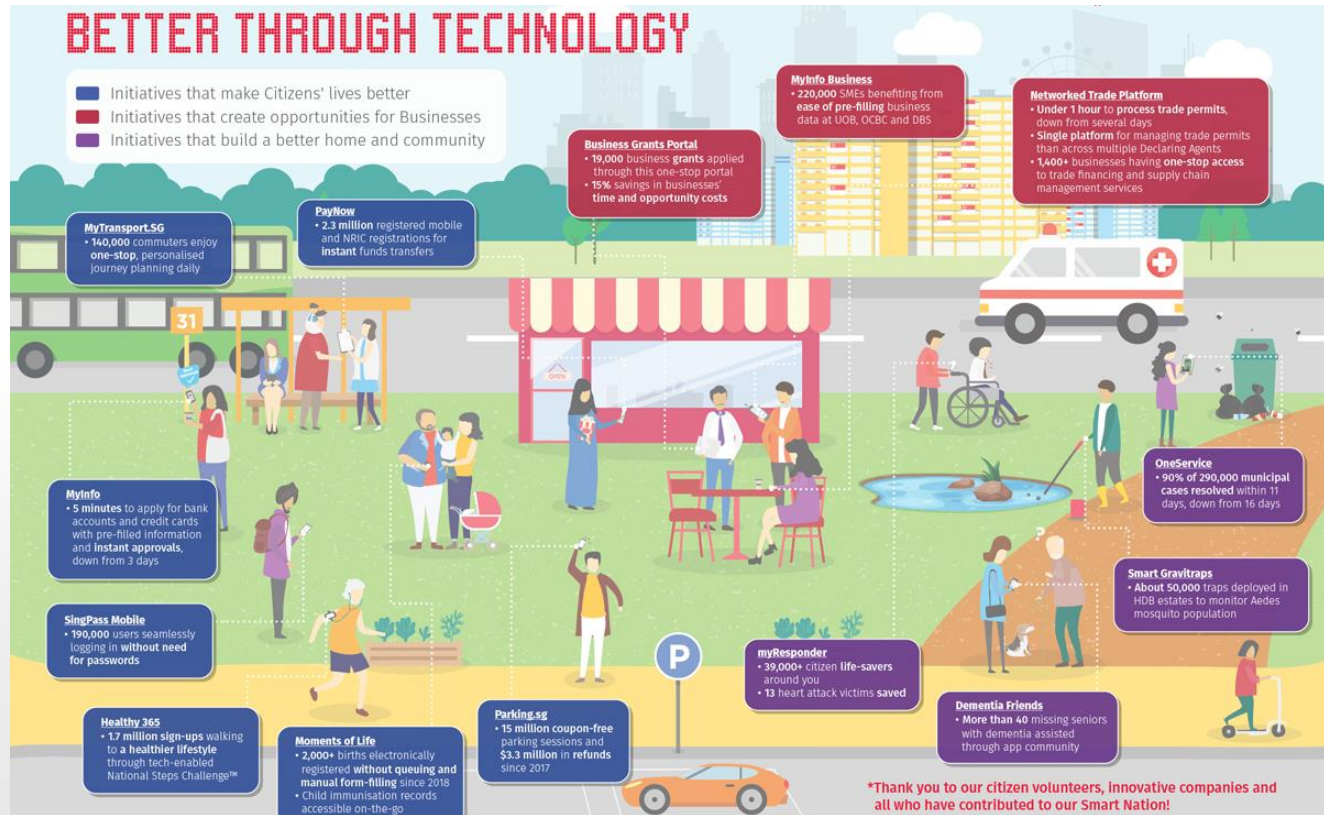 BETTER THROUGH TECHNOLOGY
Initiatives that make Citizens' lives better
Initiatives that create opportunities for Businesses
Initiatives that build a better home and community
MyInfo Business
• 220,000 SMEs benefiting from
ease of pre-filling business
data at UOB, OCBC and DBS
Networked Trade Platform
• Under 1 hour to process trade permits,
down from several days
• Single platform for managing trade permits
than across multiple Declaring Agents
• 1,400+ businesses having one-stop access
to trade financing and supply chain
management services
Business Grants Portal
• 19,000 business grants applied
through this one-stop portal
• 15% savings in businesses'
time and opportunity costs
MyTransport.SG
• 140,000 commuters enjoy
one-stop, personalised
journey planning daily
PayNow
• 2.3 million registered mobile
and NRIC registrations for
instant funds transfers
31
OPEN
MyInfo
• 5 minutes to apply for bank
accounts and credit cards
with pre-filled information
and instant approvals,
down from 3 days
OneService
• 90% of 290,000 municipal
cases resolved within 11
days, down from 16 days
?
Smart Gravitraps
• About 50,000 traps deployed in
HDB estates to monitor Aedes
mosquito population
SingPass Mobile
• 190,000 users seamlessly
logging in without need
for passwords
P
myResponder
• 39,000+ citizen life-savers
around you
• 13 heart attack victims saved
Dementia Friends
• More than 40 missing seniors
with dementia assisted
through app community
Healthy 365
• 1.7 million sign-ups walking
to a healthier lifestyle
through tech-enabled
National Steps Challenge™
Moments of Life
• 2,000+ births electronically
registered without queuing and
manual form-filling since 2018
• Child immunisation records
accessible on-the-go
Parking.sg
• 15 million coupon-free
parking sessions and
$3.3 million in refunds
since 2017
*Thank you to our citizen volunteers, innovative companies and
all who have contributed to our Smart Nation!